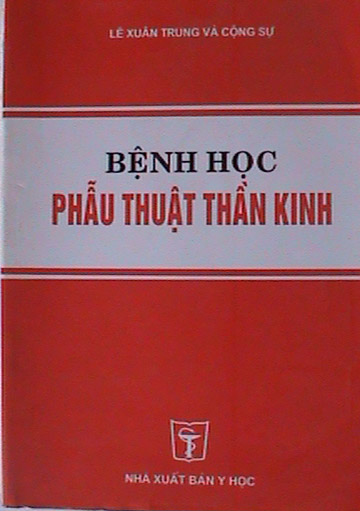 LÊ XUÂN TRUNG VÀ CỘNG SỰ
BỆNH HỌC
PHẪU THUẬT THẦN KINH
NHÀ XUẤT BẢN Y HỌC